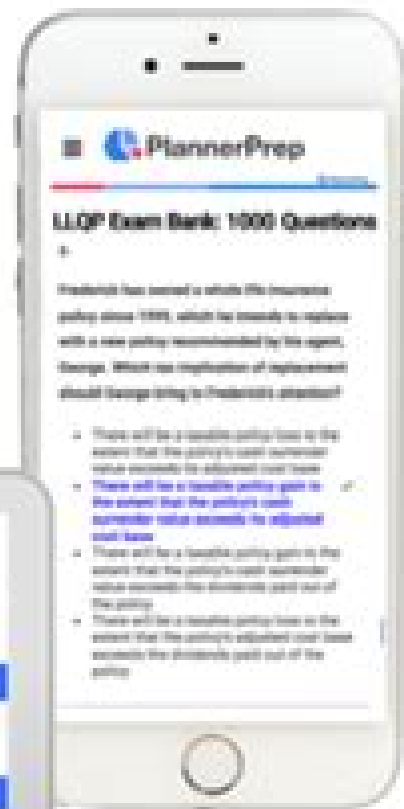 PlannerPrep
LLQP Exam Bank: 1000 Questions
Frederick has owned a whole life insurance
policy since 1999, which he intends to replace
with a new policy recommended by his agent,
George. Which tax implication of replacement
should George bring to Frederick's attention?
There will be a taxable policy loss to the
extent that the policy's cash surrender
value exceeds its adjusted cost base
There will be a taxable policy gain to
the extent that the policy's cash
surrender value exceeds its adjusted
cost base
There will be a taxable policy gain to the
extent that the policy's cash surrender
value exceeds the dividends paid out of
the policy
There will be a taxable policy loss to the
extent that the policy's adjusted cost base
exceeds the dividends paid out of the
policy